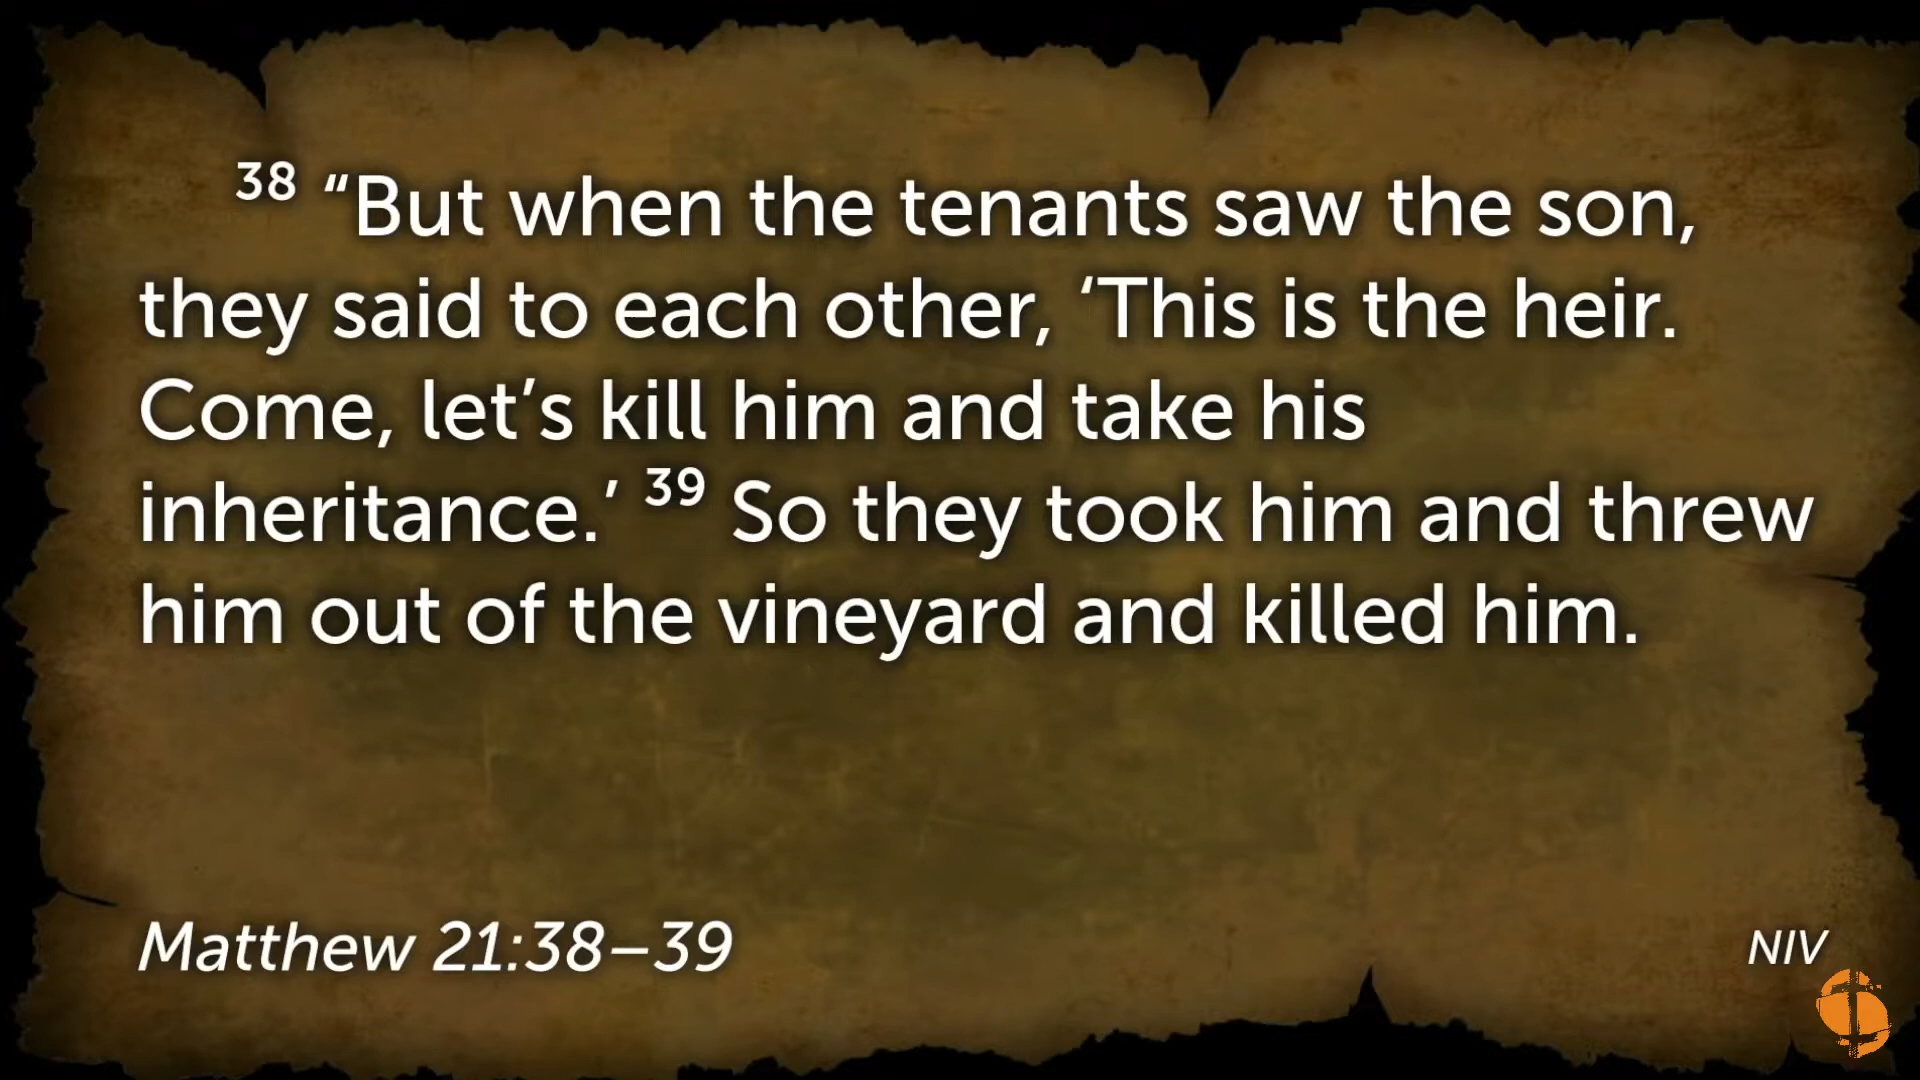 38 “But when the tenants saw the son,
they said to each other, ‘This is the heir.
Come, let’s kill him and take his
inheritance.’ 39 So they took him and threw
him out of the vineyard and killed him.
Matthew 21:38–39
NIV